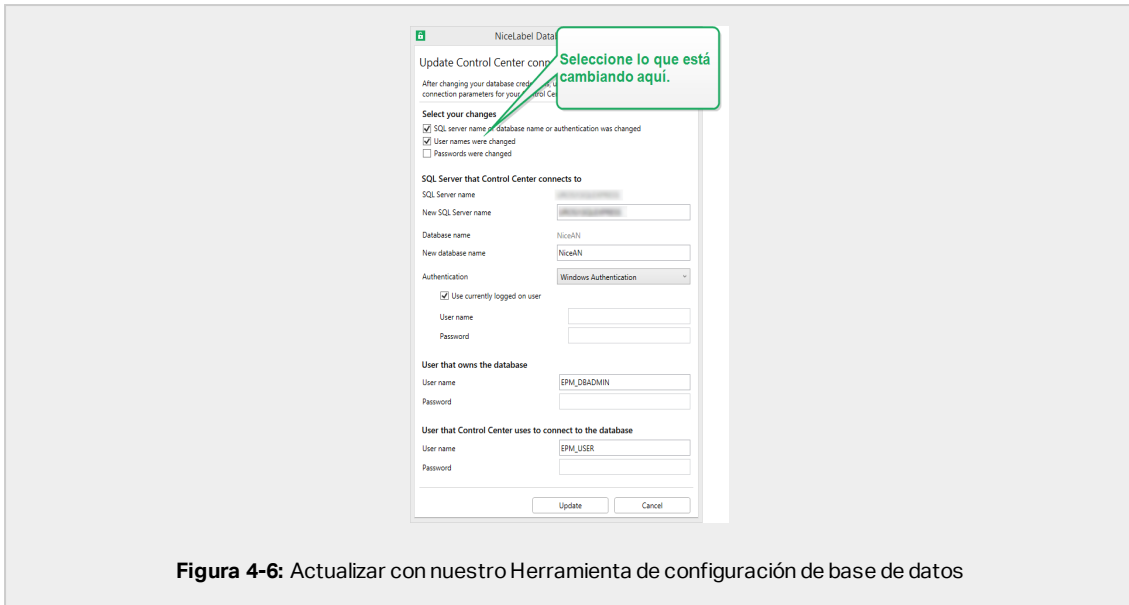 NiceLabel
Seleccione lo que está
cambiando aquí.
Update Control Center
After changing your database
connection parameters for your
Select your changes
SQL server name database name or authentication was changed
User names were changed
Passwords were changed
SQL Server that Control Center connects to
SQL Server name
New SQL Server name
Database name NiceAN
New database name NiceAN
Authentication Windows Authentication
Use currently logged on user
User name
Password
User that owns the database
User name EPM_DBADMIN
Password
User that Control Center uses to connect to the database
User name EPM_USER
Password
Update Cancel
Figura 4-6: Actualizar con nuestro Herramienta de configuración de base de datos